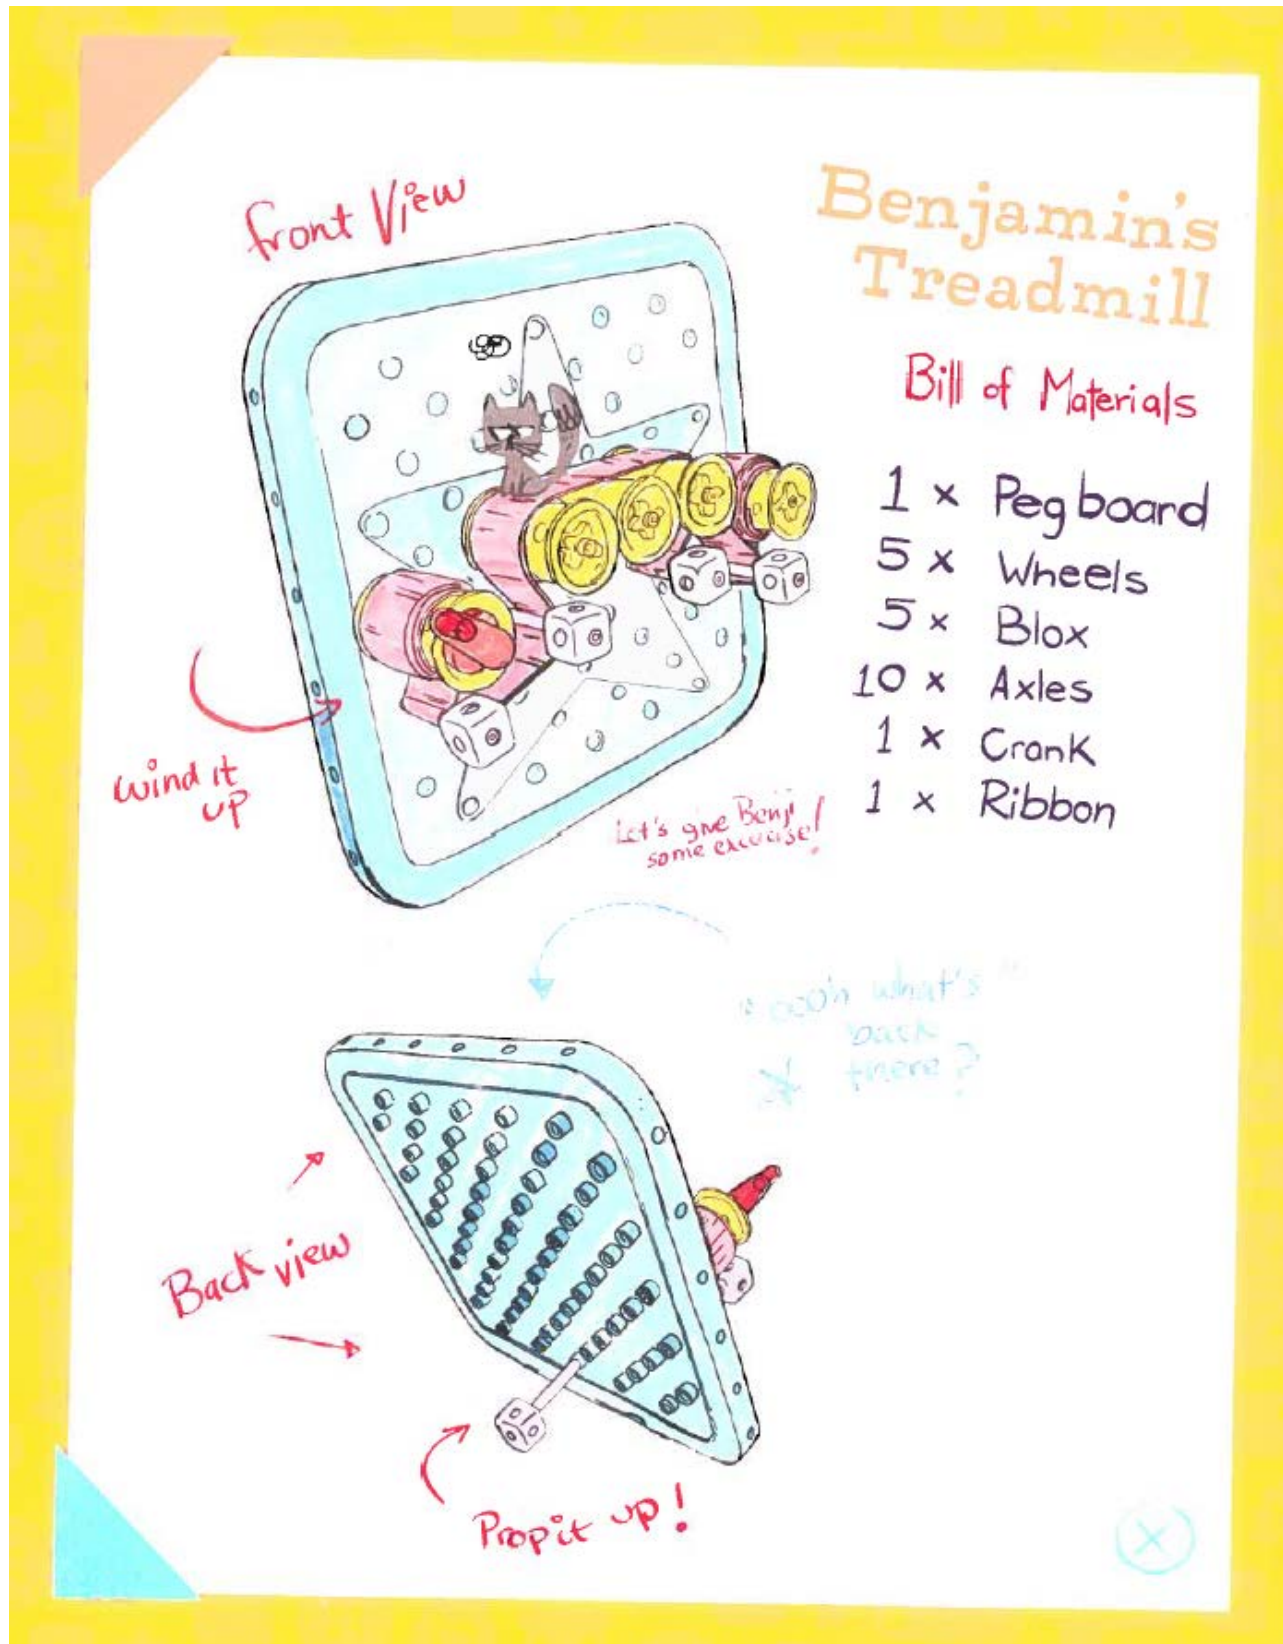 front View
Benjamin's
Treadmill
Bill of Materials
1 x Peg board
5 x Wheels
5 x Blox
10 x Axles
1 x Crank
1 x Ribbon
wind it
up
Let's give Benji
some exercise!
"oooh what's"
back
there?
Back view
Prop it up!